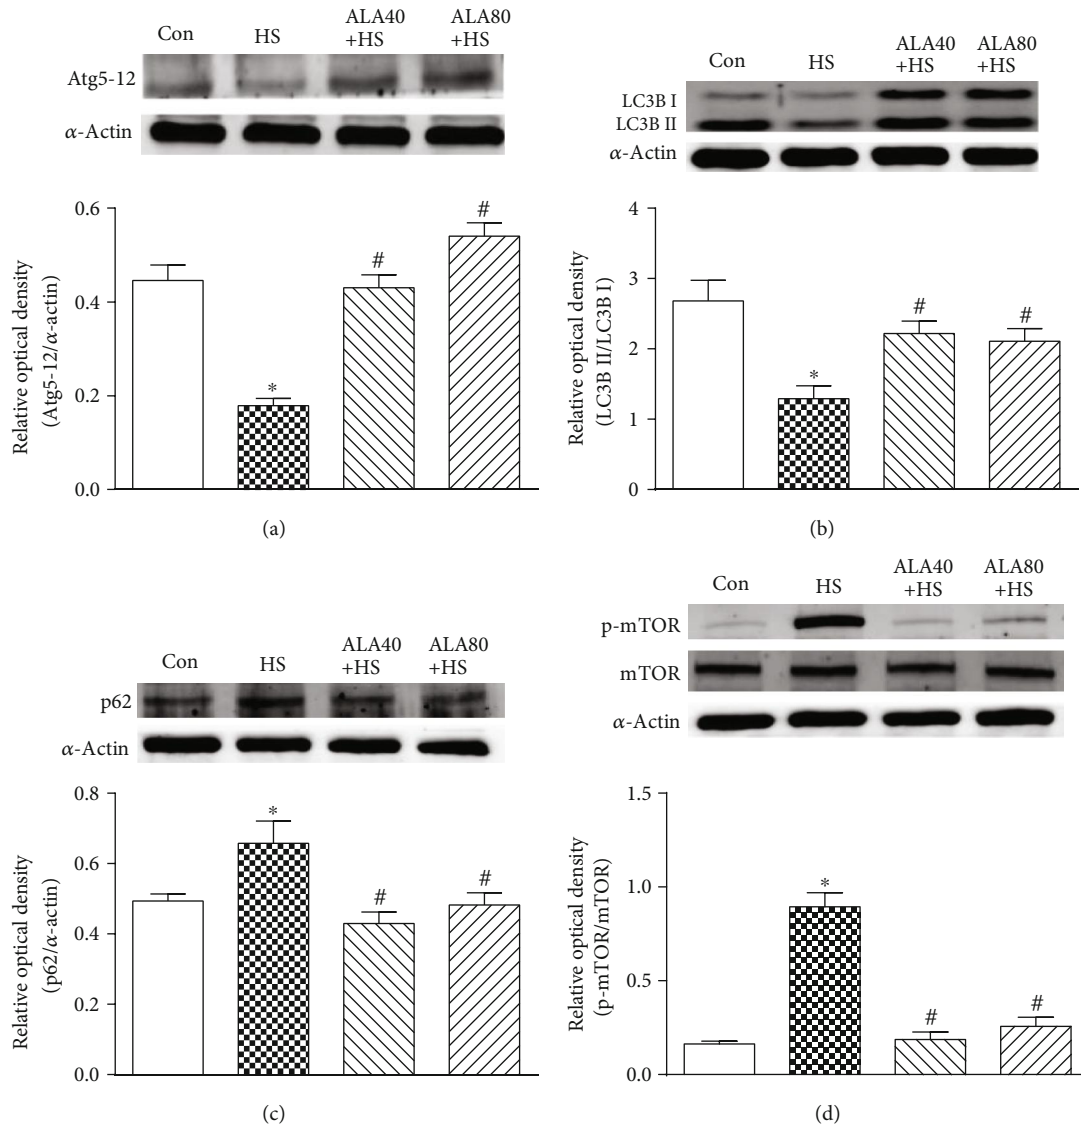 Con HS ALA40 ALA80
+HS +HS
Atg5-12
α-Actin
0.6
0.4
0.2
0.0
Relative optical density
(Atg5-12/α-actin)
* # #
(a)
Con HS ALA40 ALA80
+HS +HS
LC3B I
LC3B II
α-Actin
4
3
2
1
0
Relative optical density
(LC3B II/LC3B I)
* # #
(b)
Con HS ALA40 ALA80
+HS +HS
p62
α-Actin
0.8
0.6
0.4
0.2
0.0
Relative optical density
(p62/α-actin)
* # #
(c)
Con HS ALA40 ALA80
+HS +HS
p-mTOR
mTOR
α-Actin
1.5
1.0
0.5
0.0
Relative optical density
(p-mTOR/mTOR)
* # #
(d)